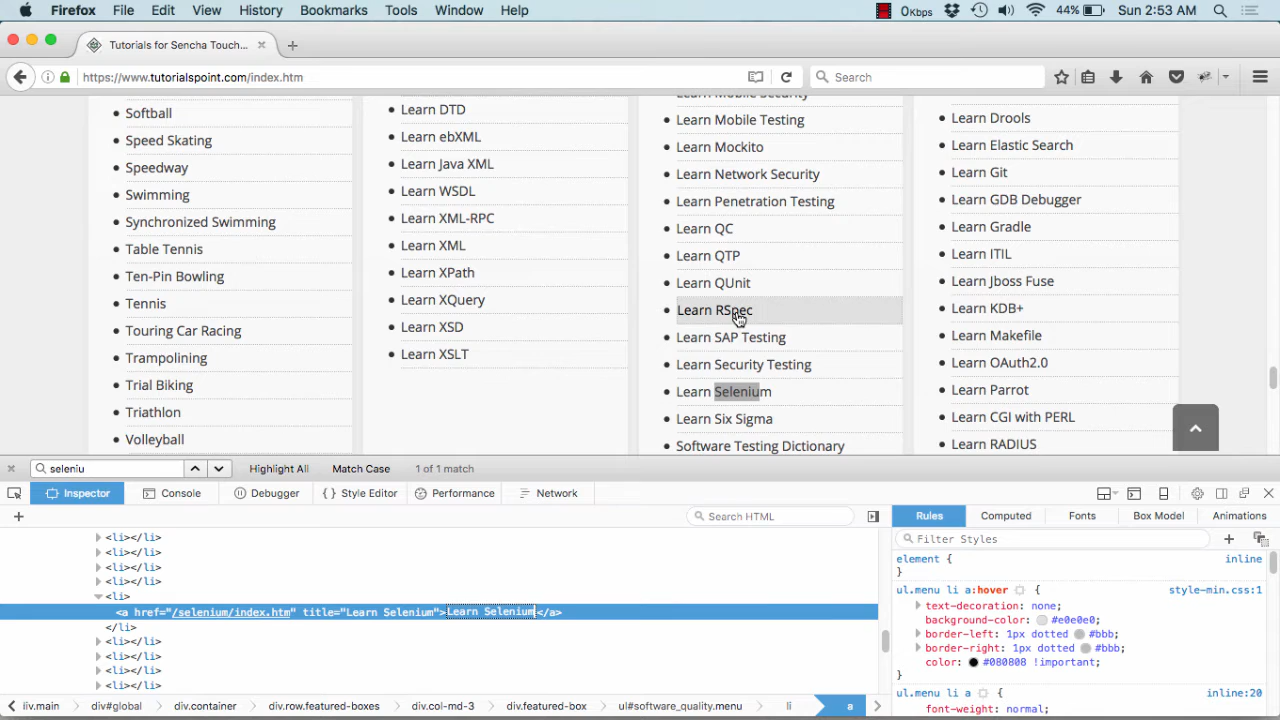 Firefox File Edit View History Bookmarks Tools Window Help 0Kbps 44% Sun 2:53 AM
Tutorials for Sencha Touch...
https://www.tutorialspoint.com/index.htm Search
Softball
Speed Skating
Speedway
Swimming
Synchronized Swimming
Table Tennis
Ten-Pin Bowling
Tennis
Touring Car Racing
Trampolining
Trial Biking
Triathlon
Volleyball
Learn DTD
Learn ebXML
Learn Java XML
Learn WSDL
Learn XML-RPC
Learn XML
Learn XPath
Learn XQuery
Learn XSD
Learn XSLT
Learn Mobile Security
Learn Mobile Testing
Learn Mockito
Learn Network Security
Learn Penetration Testing
Learn QC
Learn QTP
Learn QUnit
Learn RSpec
Learn SAP Testing
Learn Security Testing
Learn Selenium
Learn Six Sigma
Software Testing Dictionary
Learn Drools
Learn Elastic Search
Learn Git
Learn GDB Debugger
Learn Gradle
Learn ITIL
Learn Jboss Fuse
Learn KDB+
Learn Makefile
Learn OAuth2.0
Learn Parrot
Learn CGI with PERL
Learn RADIUS
seleniu Highlight All Match Case 1 of 1 match
Inspector Console Debugger { } Style Editor Performance Network
+ Search HTML
<li></li>
<li></li>
<li></li>
<li></li>
<li>
<a href="/selenium/index.htm" title="Learn Selenium">Learn Selenium</a>
</li>
<li></li>
<li></li>
<li></li>
<li></li>
iv.main div#global div.container div.row.featured-boxes div.col-md-3 div.featured-box ul#software_quality.menu li a
Rules Computed Fonts Box Model Animations
Filter Styles +
element { inline
}
ul.menu li a:hover { style-min.css:1
text-decoration: none;
background-color: #e0e0e0;
border-left: 1px dotted #bbb;
border-right: 1px dotted #bbb;
color: #080808 !important;
}
ul.menu li a { inline:20
font-weight: normal;